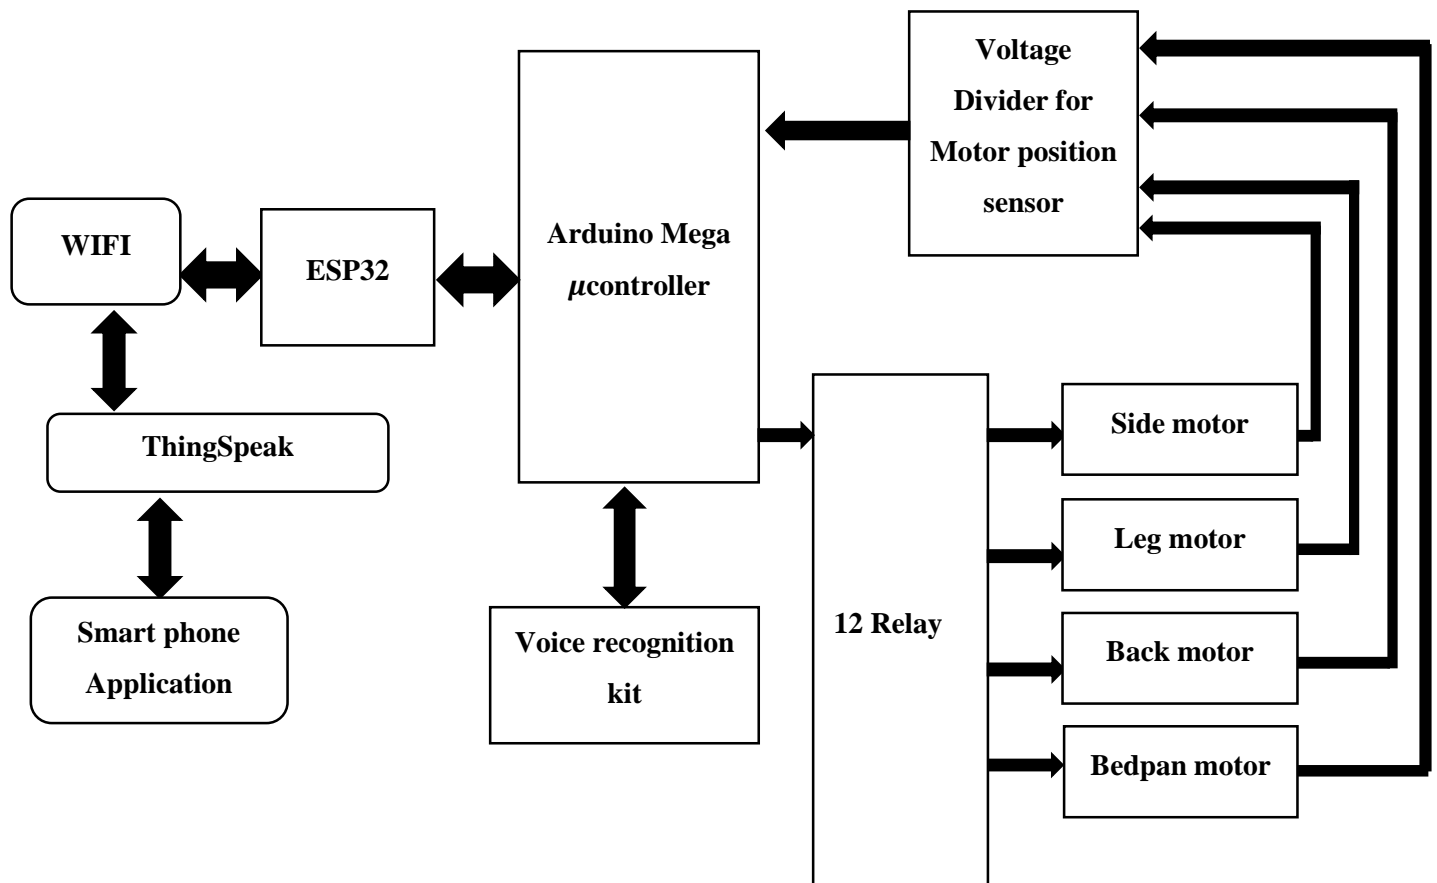 Voltage
Divider for
Motor position
sensor
WIFI
ESP32
Arduino Mega
μcontroller
ThingSpeak
Smart phone
Application
Voice recognition
kit
12 Relay
Side motor
Leg motor
Back motor
Bedpan motor